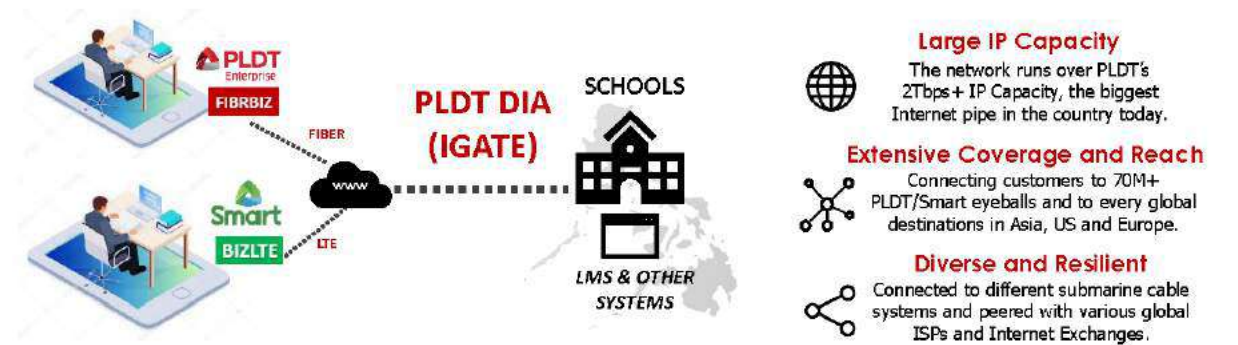 PLDT
Enterprise
FIBRBIZ
FIBER
Smart
BIZLTE
LTE
www
PLDT DIA
(IGATE)
SCHOOLS
LMS & OTHER
SYSTEMS
Large IP Capacity
The network runs over PLDT's
2Tbps+ IP Capacity, the biggest
Internet pipe in the country today.
Extensive Coverage and Reach
Connecting customers to 70M+
PLDT/Smart eyeballs and to every global
destinations in Asia, US and Europe.
Diverse and Resilient
Connected to different submarine cable
systems and peered with various global
ISPs and Internet Exchanges.